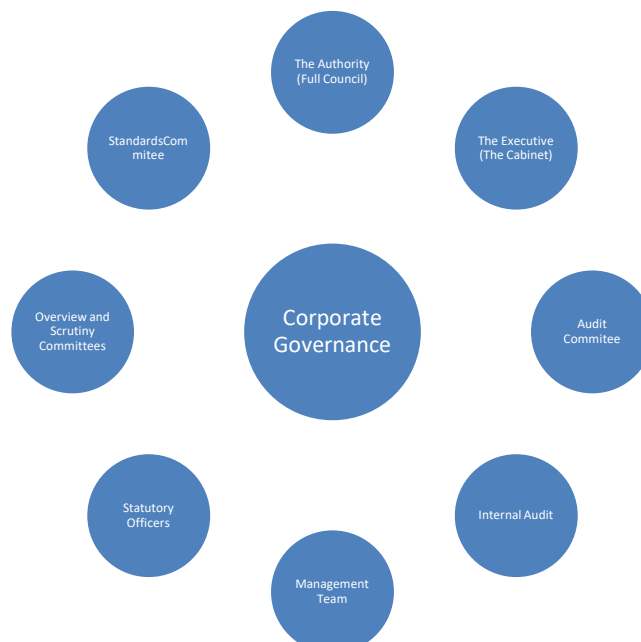 The Authority
(Full Council)
StandardsCom
mitee
The Executive
(The Cabinet)
Overview and
Scrutiny
Committees
Corporate
Governance
Audit
Commitee
Statutory
Officers
Internal Audit
Management
Team